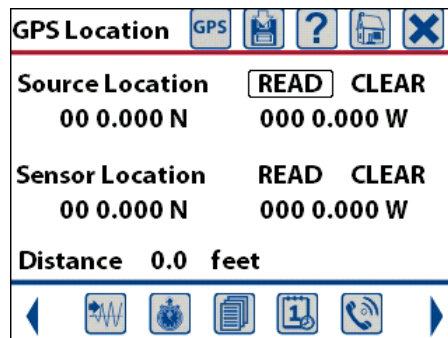 GPS Location GPS ?
Source Location READ CLEAR
00 0.000 N 000 0.000 W
Sensor Location READ CLEAR
00 0.000 N 000 0.000 W
Distance 0.0 feet
1